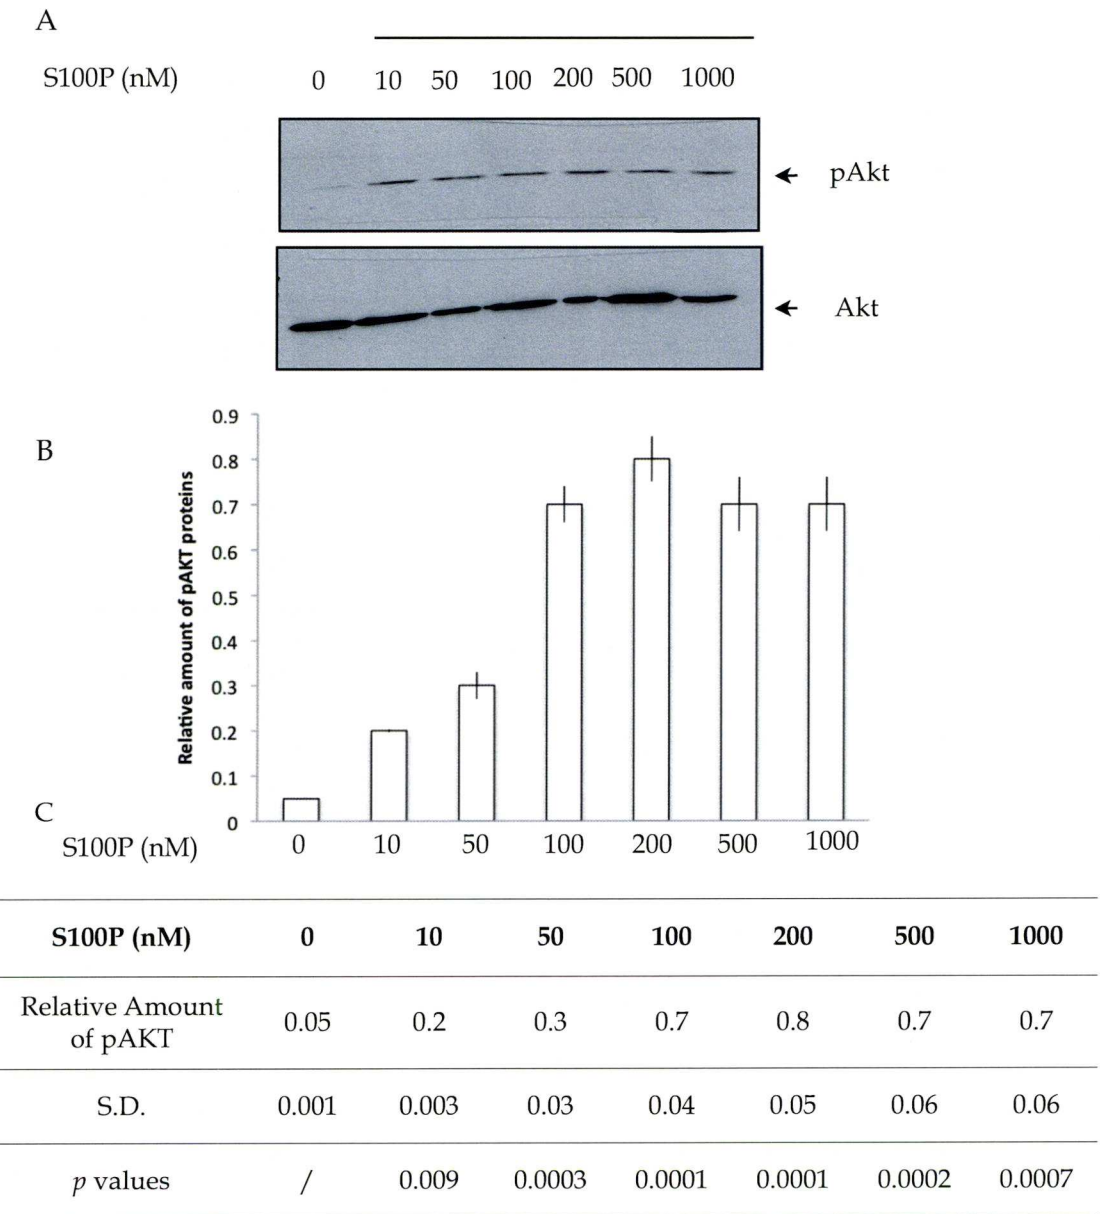 A
S100P (nM) 0 10 50 100 200 500 1000
pAkt
Akt
B
Relative amount of pAKT proteins
0.9
0.8
0.7
0.6
0.5
0.4
0.3
0.2
0.1
0
C
S100P (nM) 0 10 50 100 200 500 1000
S100P (nM) 0 10 50 100 200 500 1000
Relative Amount
of pAKT 0.05 0.2 0.3 0.7 0.8 0.7 0.7
S.D. 0.001 0.003 0.03 0.04 0.05 0.06 0.06
p values / 0.009 0.0003 0.0001 0.0001 0.0002 0.0007